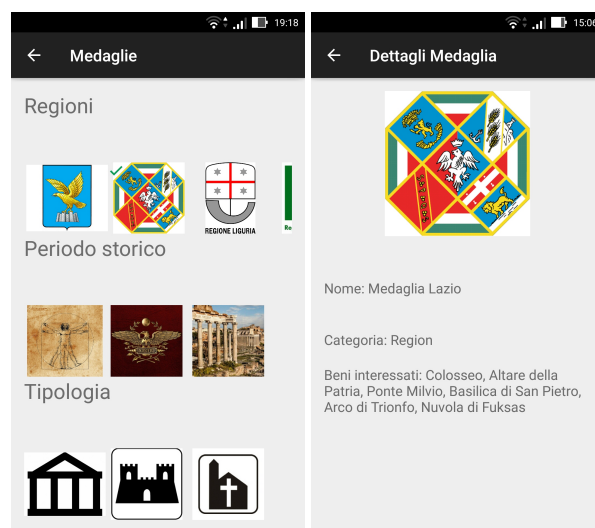 19:18
Medaglie
Regioni
REGIONE LIGURIA
Re
Periodo storico
Tipologia
15:06
Dettagli Medaglia
Nome: Medaglia Lazio
Categoria: Region
Beni interessati: Colosseo, Altare della
Patria, Ponte Milvio, Basilica di San Pietro,
Arco di Trionfo, Nuvola di Fuksas